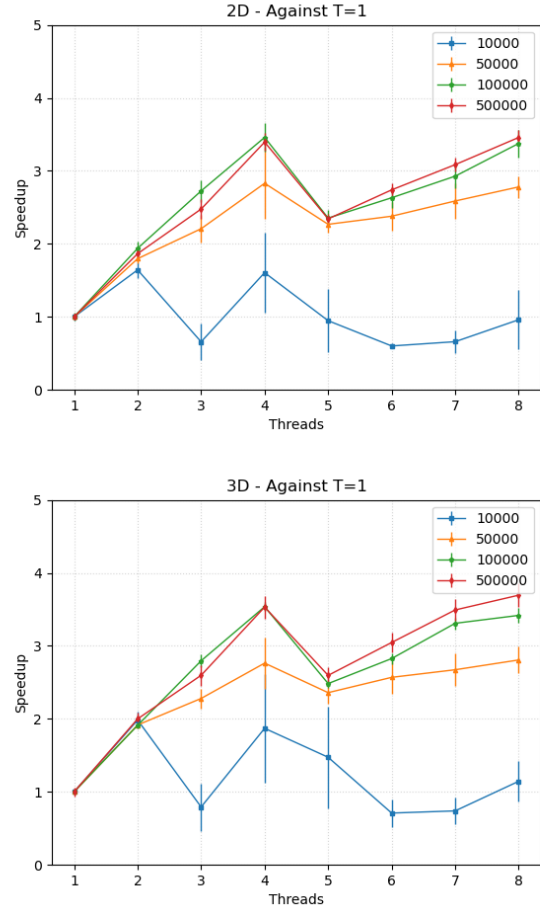 2D - Against T=1
5
4
3
2
1
0
Speedup
10000
50000
100000
500000
1 2 3 4 5 6 7 8
Threads
3D - Against T=1
5
4
3
2
1
0
Speedup
10000
50000
100000
500000
1 2 3 4 5 6 7 8
Threads